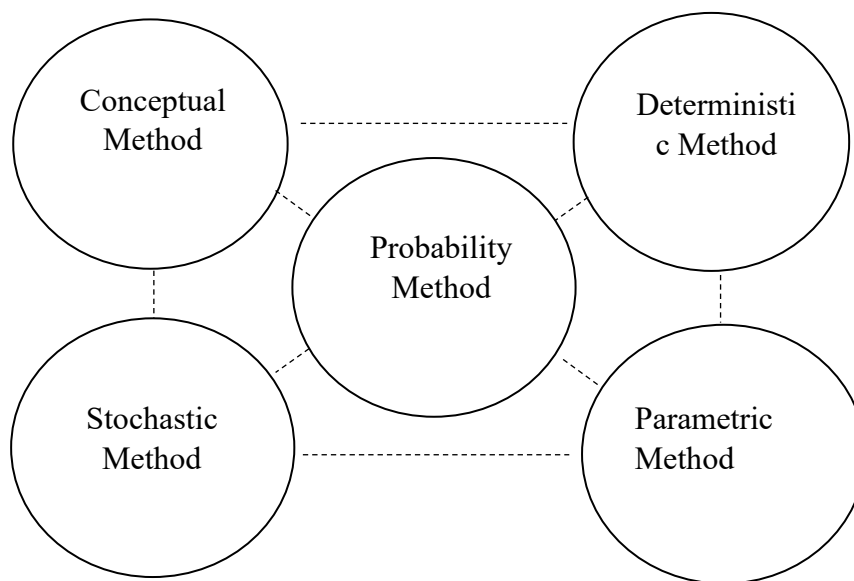 Conceptual
Method
Deterministi
c Method
Probability
Method
Stochastic
Method
Parametric
Method